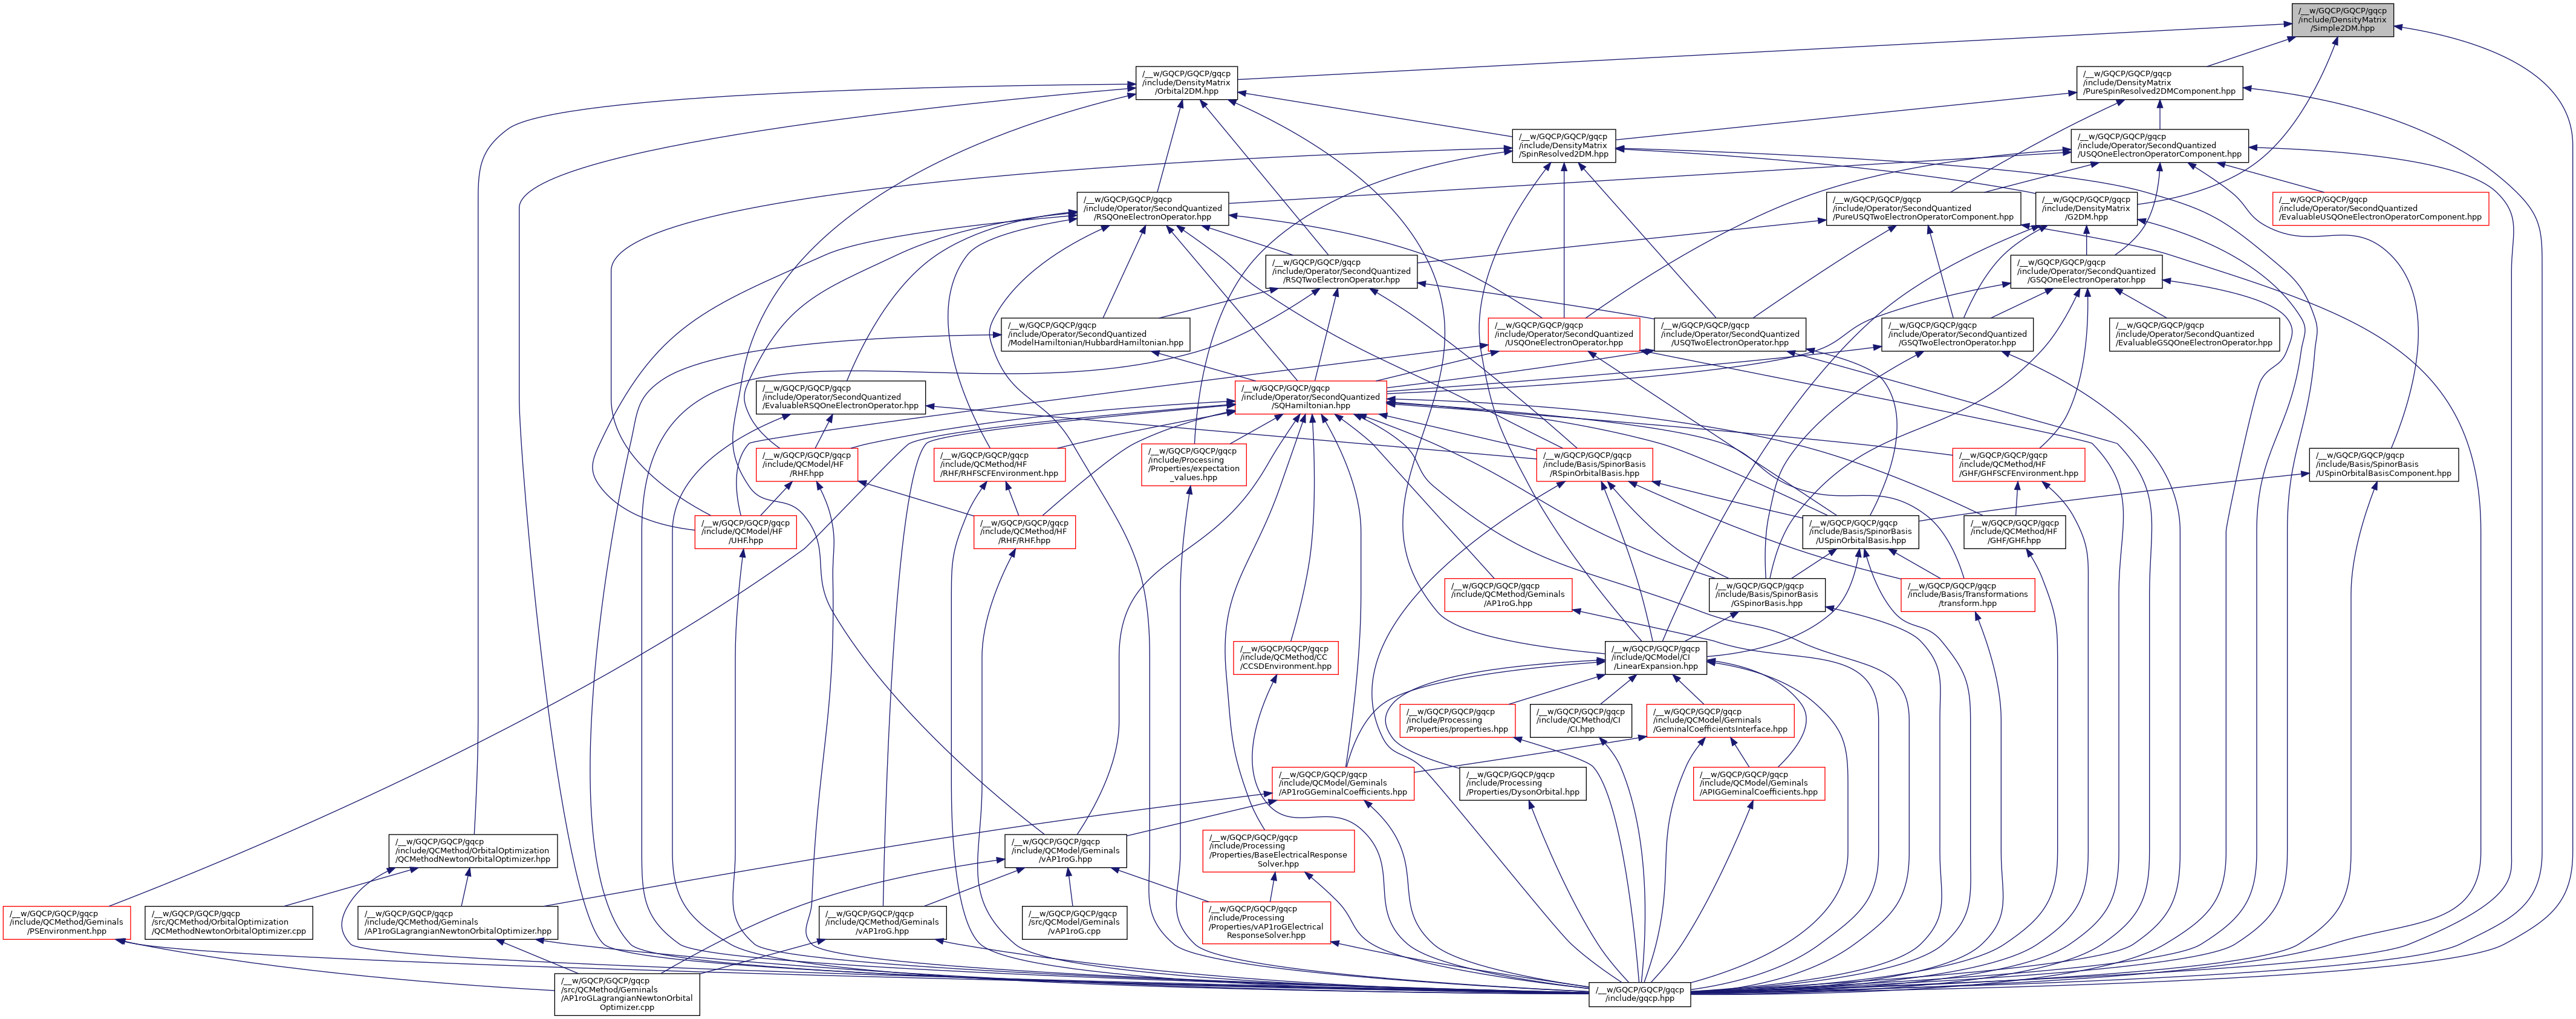 /__w/GQCP/GQCP/gqcp
/include/DensityMatrix
/Simple2DM.hpp
/__w/GQCP/GQCP/gqcp
/include/DensityMatrix
/Orbital2DM.hpp
/__w/GQCP/GQCP/gqcp
/include/DensityMatrix
/PureSpinResolved2DMComponent.hpp
/__w/GQCP/GQCP/gqcp
/include/DensityMatrix
/SpinResolved2DM.hpp
/__w/GQCP/GQCP/gqcp
/include/Operator/SecondQuantized
/USQOneElectronOperatorComponent.hpp
/__w/GQCP/GQCP/gqcp
/include/Operator/SecondQuantized
/RSQOneElectronOperator.hpp
/__w/GQCP/GQCP/gqcp
/include/Operator/SecondQuantized
/PureUSQTwoElectronOperatorComponent.hpp
/__w/GQCP/GQCP/gqcp
/include/DensityMatrix
/G2DM.hpp
/__w/GQCP/GQCP/gqcp
/include/Operator/SecondQuantized
/EvaluableUSQOneElectronOperatorComponent.hpp
/__w/GQCP/GQCP/gqcp
/include/Operator/SecondQuantized
/RSQTwoElectronOperator.hpp
/__w/GQCP/GQCP/gqcp
/include/Operator/SecondQuantized
/GSQOneElectronOperator.hpp
/__w/GQCP/GQCP/gqcp
/include/Operator/SecondQuantized
/ModelHamiltonian/HubbardHamiltonian.hpp
/__w/GQCP/GQCP/gqcp
/include/Operator/SecondQuantized
/USQOneElectronOperator.hpp
/__w/GQCP/GQCP/gqcp
/include/Operator/SecondQuantized
/USQTwoElectronOperator.hpp
/__w/GQCP/GQCP/gqcp
/include/Operator/SecondQuantized
/GSQTwoElectronOperator.hpp
/__w/GQCP/GQCP/gqcp
/include/Operator/SecondQuantized
/EvaluableGSQOneElectronOperator.hpp
/__w/GQCP/GQCP/gqcp
/include/Operator/SecondQuantized
/EvaluableRSQOneElectronOperator.hpp
/__w/GQCP/GQCP/gqcp
/include/Operator/SecondQuantized
/SQHamiltonian.hpp
/__w/GQCP/GQCP/gqcp
/include/QCModel/HF
/RHF.hpp
/__w/GQCP/GQCP/gqcp
/include/QCMethod/HF
/RHF/RHFSCFEnvironment.hpp
/__w/GQCP/GQCP/gqcp
/include/Processing
/Properties/expectation
_values.hpp
/__w/GQCP/GQCP/gqcp
/include/Basis/SpinorBasis
/RSpinOrbitalBasis.hpp
/__w/GQCP/GQCP/gqcp
/include/QCMethod/HF
/GHF/GHFSCFEnvironment.hpp
/__w/GQCP/GQCP/gqcp
/include/Basis/SpinorBasis
/USpinOrbitalBasisComponent.hpp
/__w/GQCP/GQCP/gqcp
/include/QCModel/HF
/UHF.hpp
/__w/GQCP/GQCP/gqcp
/include/QCMethod/HF
/RHF/RHF.hpp
/__w/GQCP/GQCP/gqcp
/include/Basis/SpinorBasis
/USpinOrbitalBasis.hpp
/__w/GQCP/GQCP/gqcp
/include/QCMethod/HF
/GHF/GHF.hpp
/__w/GQCP/GQCP/gqcp
/include/QCMethod/Geminals
/AP1roG.hpp
/__w/GQCP/GQCP/gqcp
/include/Basis/SpinorBasis
/GSpinorBasis.hpp
/__w/GQCP/GQCP/gqcp
/include/Basis/Transformations
/transform.hpp
/__w/GQCP/GQCP/gqcp
/include/QCMethod/CC
/CCSDEnvironment.hpp
/__w/GQCP/GQCP/gqcp
/include/QCModel/CI
/LinearExpansion.hpp
/__w/GQCP/GQCP/gqcp
/include/Processing
/Properties/properties.hpp
/__w/GQCP/GQCP/gqcp
/include/QCMethod/CI
/CI.hpp
/__w/GQCP/GQCP/gqcp
/include/QCModel/Geminals
/GeminalCoefficientsInterface.hpp
/__w/GQCP/GQCP/gqcp
/include/QCModel/Geminals
/AP1roGGeminalCoefficients.hpp
/__w/GQCP/GQCP/gqcp
/include/Processing
/Properties/DysonOrbital.hpp
/__w/GQCP/GQCP/gqcp
/include/QCModel/Geminals
/APIGGeminalCoefficients.hpp
/__w/GQCP/GQCP/gqcp
/include/QCMethod/OrbitalOptimization
/QCMethodNewtonOrbitalOptimizer.hpp
/__w/GQCP/GQCP/gqcp
/include/QCModel/Geminals
/vAP1roG.hpp
/__w/GQCP/GQCP/gqcp
/include/Processing
/Properties/BaseElectricalResponse
Solver.hpp
/__w/GQCP/GQCP/gqcp
/include/QCMethod/Geminals
/PSEnvironment.hpp
/__w/GQCP/GQCP/gqcp
/src/QCMethod/OrbitalOptimization
/QCMethodNewtonOrbitalOptimizer.cpp
/__w/GQCP/GQCP/gqcp
/include/QCMethod/Geminals
/AP1roGLagrangianNewtonOrbitalOptimizer.hpp
/__w/GQCP/GQCP/gqcp
/include/QCMethod/Geminals
/vAP1roG.hpp
/__w/GQCP/GQCP/gqcp
/src/QCModel/Geminals
/vAP1roG.cpp
/__w/GQCP/GQCP/gqcp
/include/Processing
/Properties/vAP1roGElectrical
ResponseSolver.hpp
/__w/GQCP/GQCP/gqcp
/src/QCMethod/Geminals
/AP1roGLagrangianNewtonOrbital
Optimizer.cpp
/__w/GQCP/GQCP/gqcp
/include/gqcp.hpp